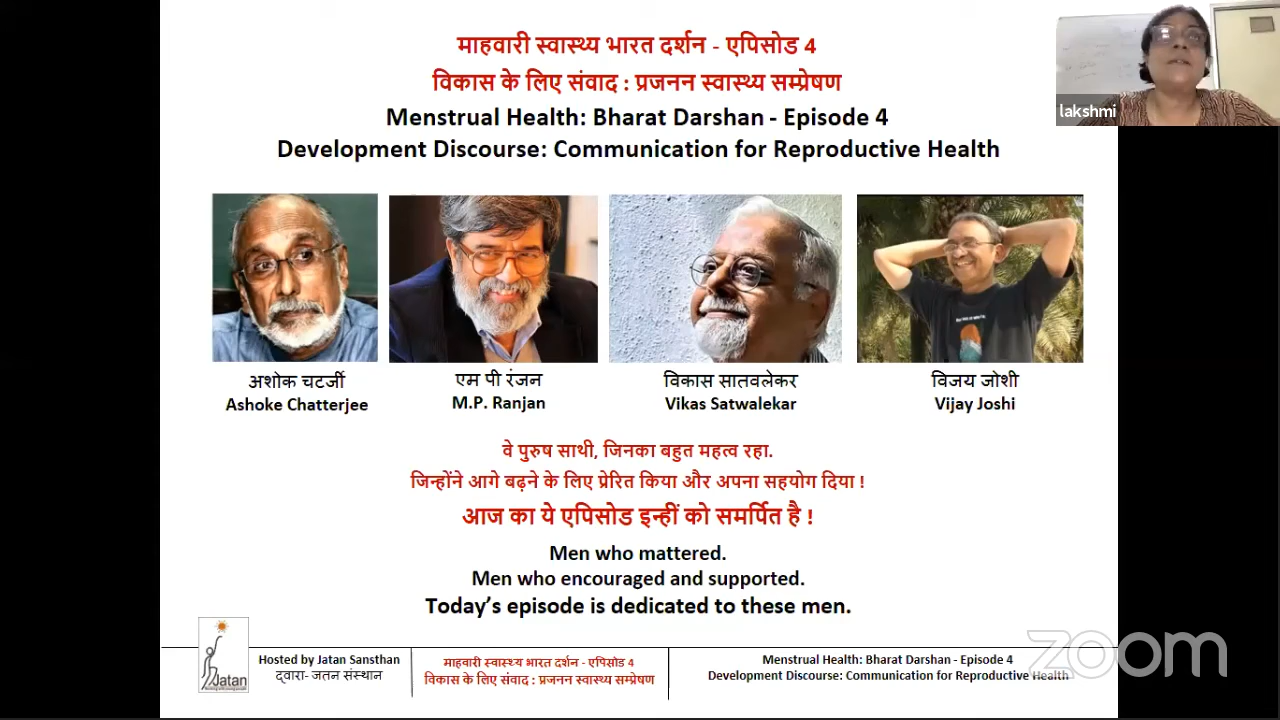 माहवारी स्वास्थ्य भारत दर्शन - एपिसोड 4
विकास के लिए संवाद : प्रजनन स्वास्थ्य सम्प्रेषण
Menstrual Health: Bharat Darshan - Episode 4
Development Discourse: Communication for Reproductive Health
lakshmi
अशोक चटर्जी
Ashoke Chatterjee
एम पी रंजन
M.P. Ranjan
विकास सातवलेकर
Vikas Satwalekar
विजय जोशी
Vijay Joshi
वे पुरुष साथी, जिनका बहुत महत्व रहा.
जिन्होंने आगे बढ़ने के लिए प्रेरित किया और अपना सहयोग दिया !
आज का ये एपिसोड इन्हीं को समर्पित है !
Men who mattered.
Men who encouraged and supported.
Today's episode is dedicated to these men.
Jatan
Hosted by Jatan Sansthan
द्वारा- जतन संस्थान
माहवारी स्वास्थ्य भारत दर्शन - एपिसोड 4
विकास के लिए संवाद : प्रजनन स्वास्थ्य सम्प्रेषण
Menstrual Health: Bharat Darshan - Episode 4
Development Discourse: Communication for Reproductive Health
zoom